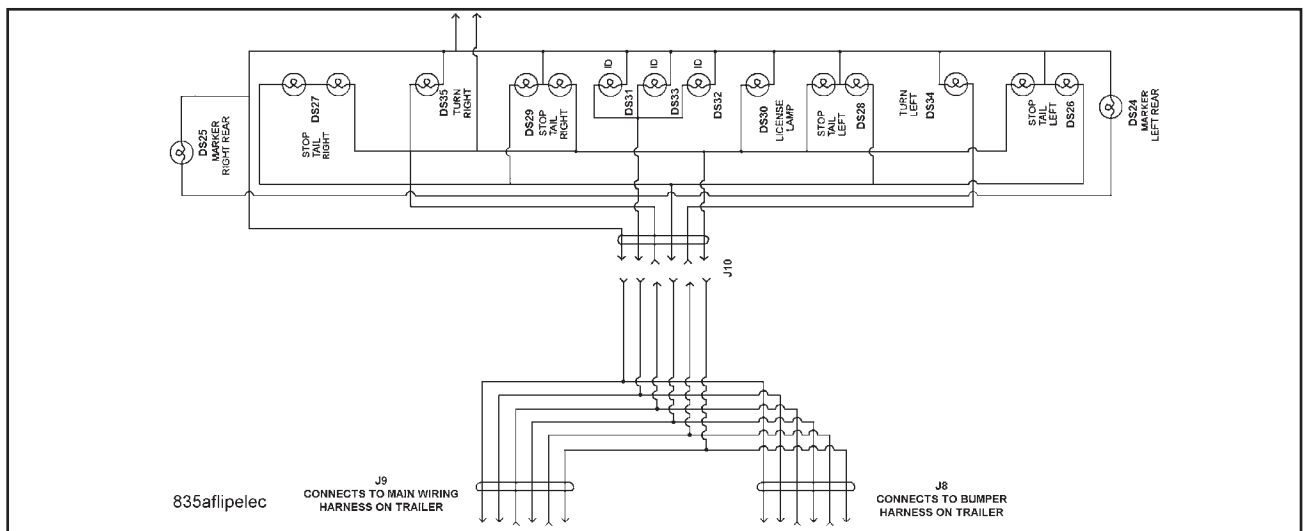 DS25
MARKER
RIGHT REAR
DS27
STOP
TAIL
RIGHT
DS35
TURN
RIGHT
DS29
STOP
TAIL
RIGHT
ID
DS31
ID
DS33
ID
DS32
DS30
LICENSE
LAMP
STOP
TAIL
LEFT
DS28
TURN
LEFT
DS34
STOP
TAIL
LEFT
DS26
DS24
MARKER
LEFT REAR
J10
835aflipelec
J9
CONNECTS TO MAIN WIRING
HARNESS ON TRAILER
J8
CONNECTS TO BUMPER
HARNESS ON TRAILER